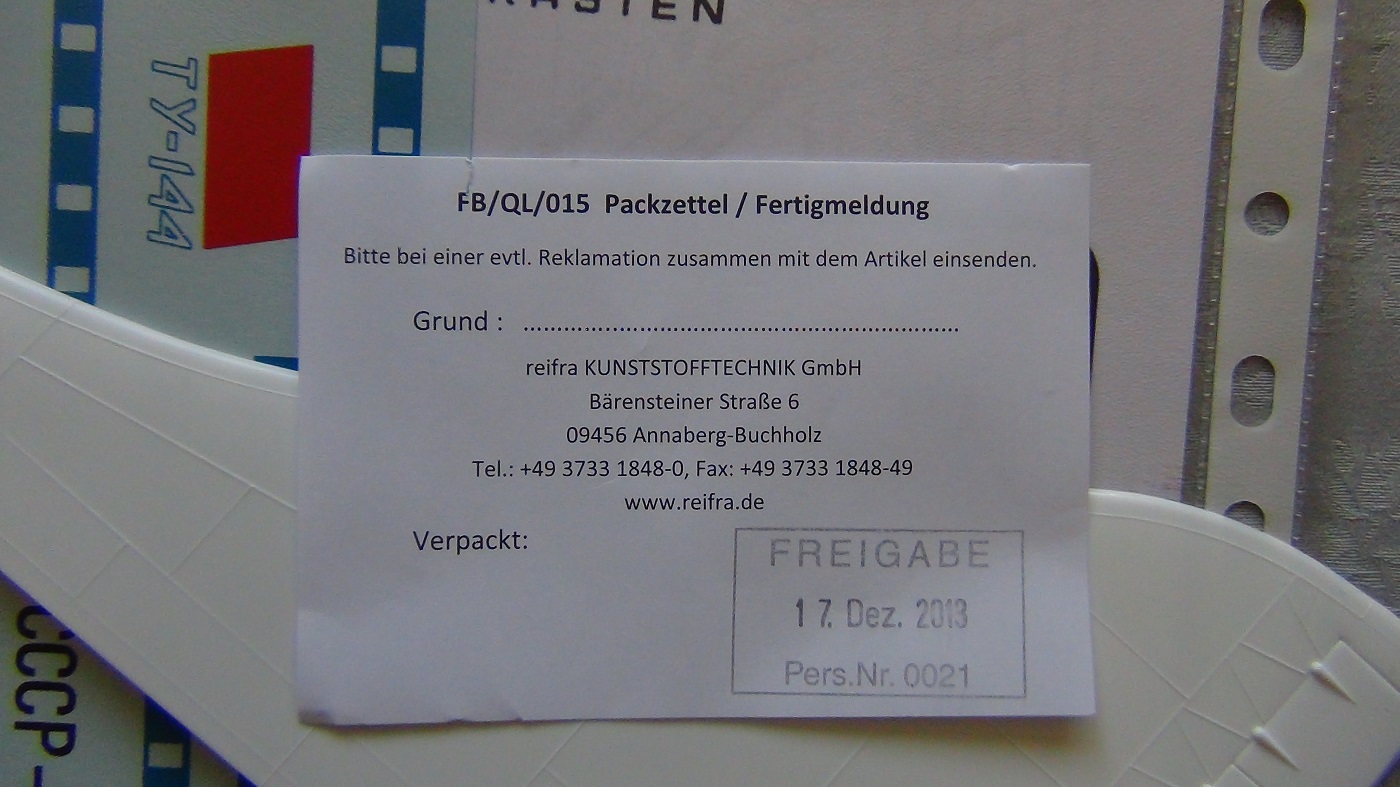 KASTEN
TY-144
FB/QL/015 Packzettel / Fertigmeldung
Bitte bei einer evtl. Reklamation zusammen mit dem Artikel einsenden.
Grund : ................................................................
reifra KUNSTSTOFFTECHNIK GmbH
Bärensteiner Straße 6
09456 Annaberg-Buchholz
Tel.: +49 3733 1848-0, Fax: +49 3733 1848-49
www.reifra.de
Verpackt:
FREIGABE
17. Dez. 2013
Pers.Nr. 0021
СССР -